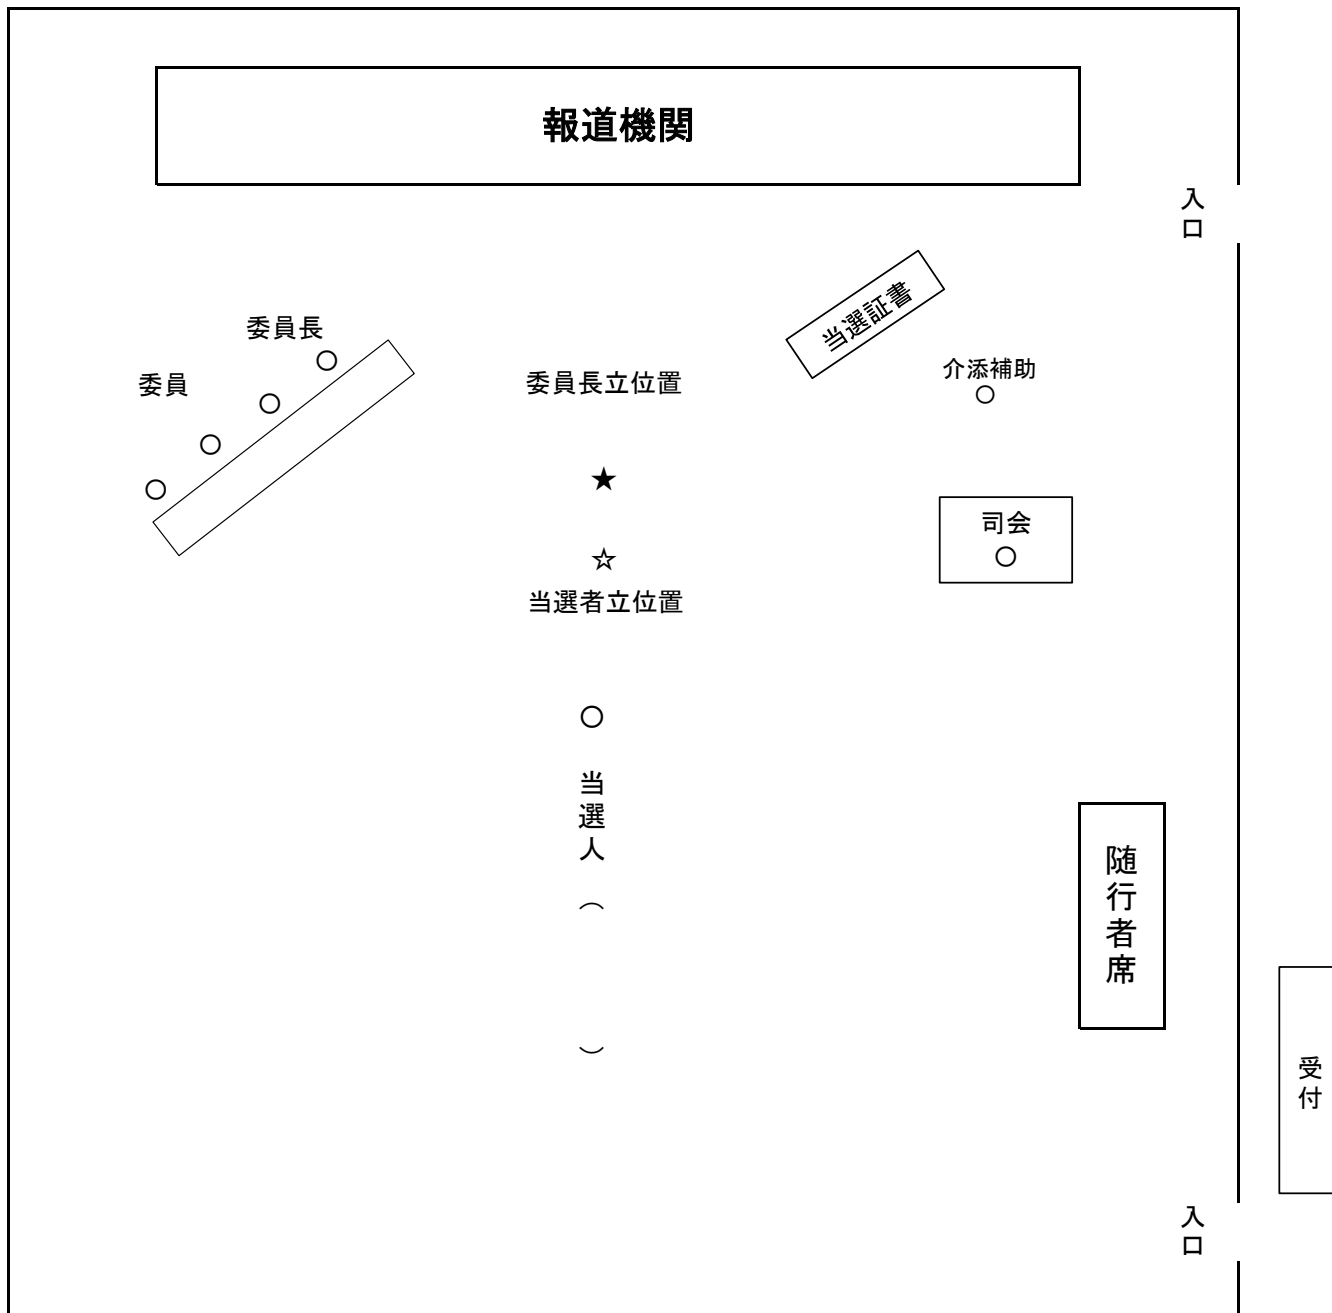 報道機関
入口
当選証書
委員長
○
委員
○
○
○
委員長立位置
介添補助
○
★
☆
当選者立位置
司会
○
○
当選人（　　　）
随行者席
受付
入口